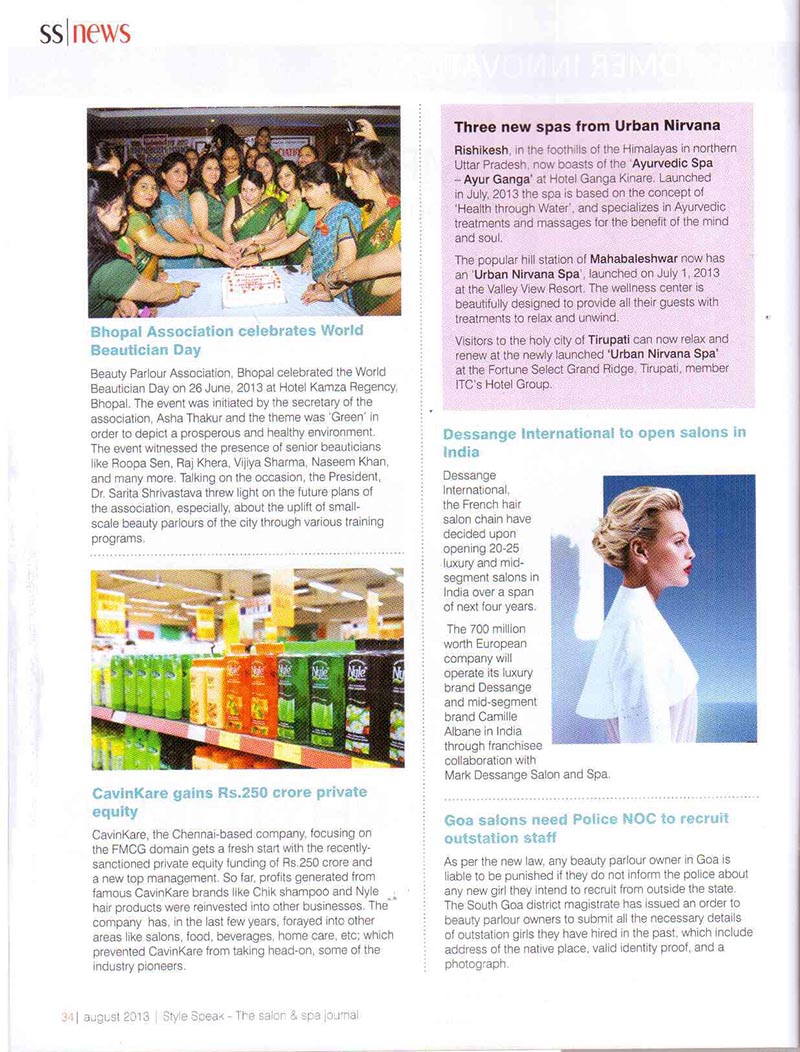 ss|news
Bhopal Association celebrates World
Beautician Day
Beauty Parlour Association, Bhopal celebrated the World
Beautician Day on 26 June, 2013 at Hotel Kamza Regency,
Bhopal. The event was initiated by the secretary of the
association, Asha Thakur and the theme was 'Green' in
order to depict a prosperous and healthy environment.
The event witnessed the presence of senior beauticians
like Roopa Sen, Raj Khera, Vijiya Sharma, Naseem Khan,
and many more. Talking on the occasion, the President,
Dr. Sarita Shrivastava threw light on the future plans of
the association, especially, about the uplift of small-
scale beauty parlours of the city through various training
programs.
Nyle
Nyle
Nyle
Nyle
CavinKare gains Rs.250 crore private
equity
CavinKare, the Chennai-based company, focusing on
the FMCG domain gets a fresh start with the recently-
sanctioned private equity funding of Rs.250 crore and
a new top management. So far, profits generated from
famous CavinKare brands like Chik shampoo and Nyle
hair products were reinvested into other businesses. The
company has, in the last few years, forayed into other
areas like salons, food, beverages, home care, etc; which
prevented CavinKare from taking head-on, some of the
industry pioneers.
Three new spas from Urban Nirvana
Rishikesh, in the foothills of the Himalayas in northern
Uttar Pradesh, now boasts of the 'Ayurvedic Spa
– Ayur Ganga' at Hotel Ganga Kinare. Launched
in July, 2013 the spa is based on the concept of
'Health through Water', and specializes in Ayurvedic
treatments and massages for the benefit of the mind
and soul.
The popular hill station of Mahabaleshwar now has
an 'Urban Nirvana Spa', launched on July 1, 2013
at the Valley View Resort. The wellness center is
beautifully designed to provide all their guests with
treatments to relax and unwind.
Visitors to the holy city of Tirupati can now relax and
renew at the newly launched 'Urban Nirvana Spa'
at the Fortune Select Grand Ridge, Tirupati, member
ITC's Hotel Group.
Dessange International to open salons in
India
Dessange
International,
the French hair
salon chain have
decided upon
opening 20-25
luxury and mid-
segment salons in
India over a span
of next four years.
The 700 million
worth European
company will
operate its luxury
brand Dessange
and mid-segment
brand Camille
Albane in India
through franchisee
collaboration with
Mark Dessange Salon and Spa.
Goa salons need Police NOC to recruit
outstation staff
As per the new law, any beauty parlour owner in Goa is
liable to be punished if they do not inform the police about
any new girl they intend to recruit from outside the state.
The South Goa district magistrate has issued an order to
beauty parlour owners to submit all the necessary details
of outstation girls they have hired in the past, which include
address of the native place, valid identity proof, and a
photograph.
34| august 2013 | Style Speak - The salon & spa journal